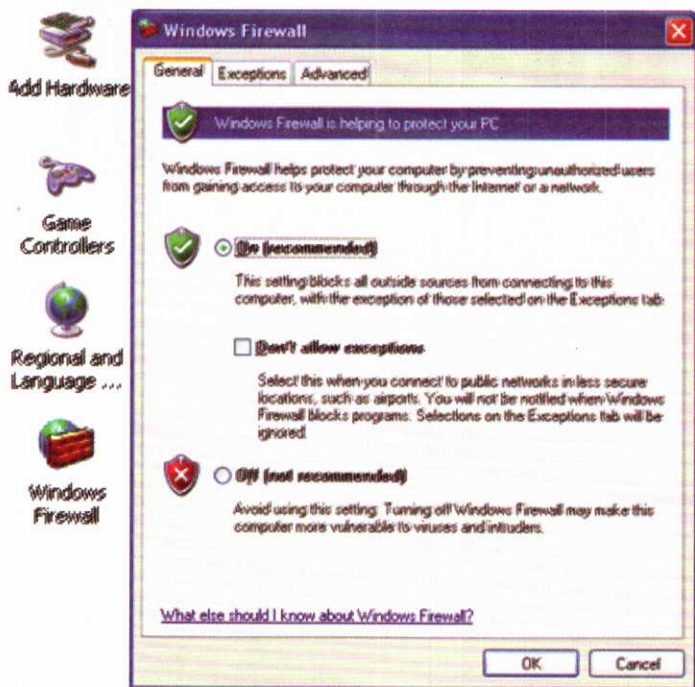 Add Hardware
Game
Controllers
Regional and
Language ...
Windows
Firewall
Windows Firewall
General
Exceptions
Advanced
Windows Firewall is helping to protect your PC
Windows Firewall helps protect your computer by preventing unauthorized users
from gaining access to your computer through the Internet or a network.
On (recommended)
This setting blocks all outside sources from connecting to this
computer, with the exception of those selected on the Exceptions tab.
Don't allow exceptions
Select this when you connect to public networks in less secure
locations, such as airports. You will not be notified when Windows
Firewall blocks programs. Selections on the Exceptions tab will be
ignored.
Off (not recommended)
Avoid using this setting. Turning off Windows Firewall may make this
computer more vulnerable to viruses and intruders.
What else should I know about Windows Firewall?
OK
Cancel